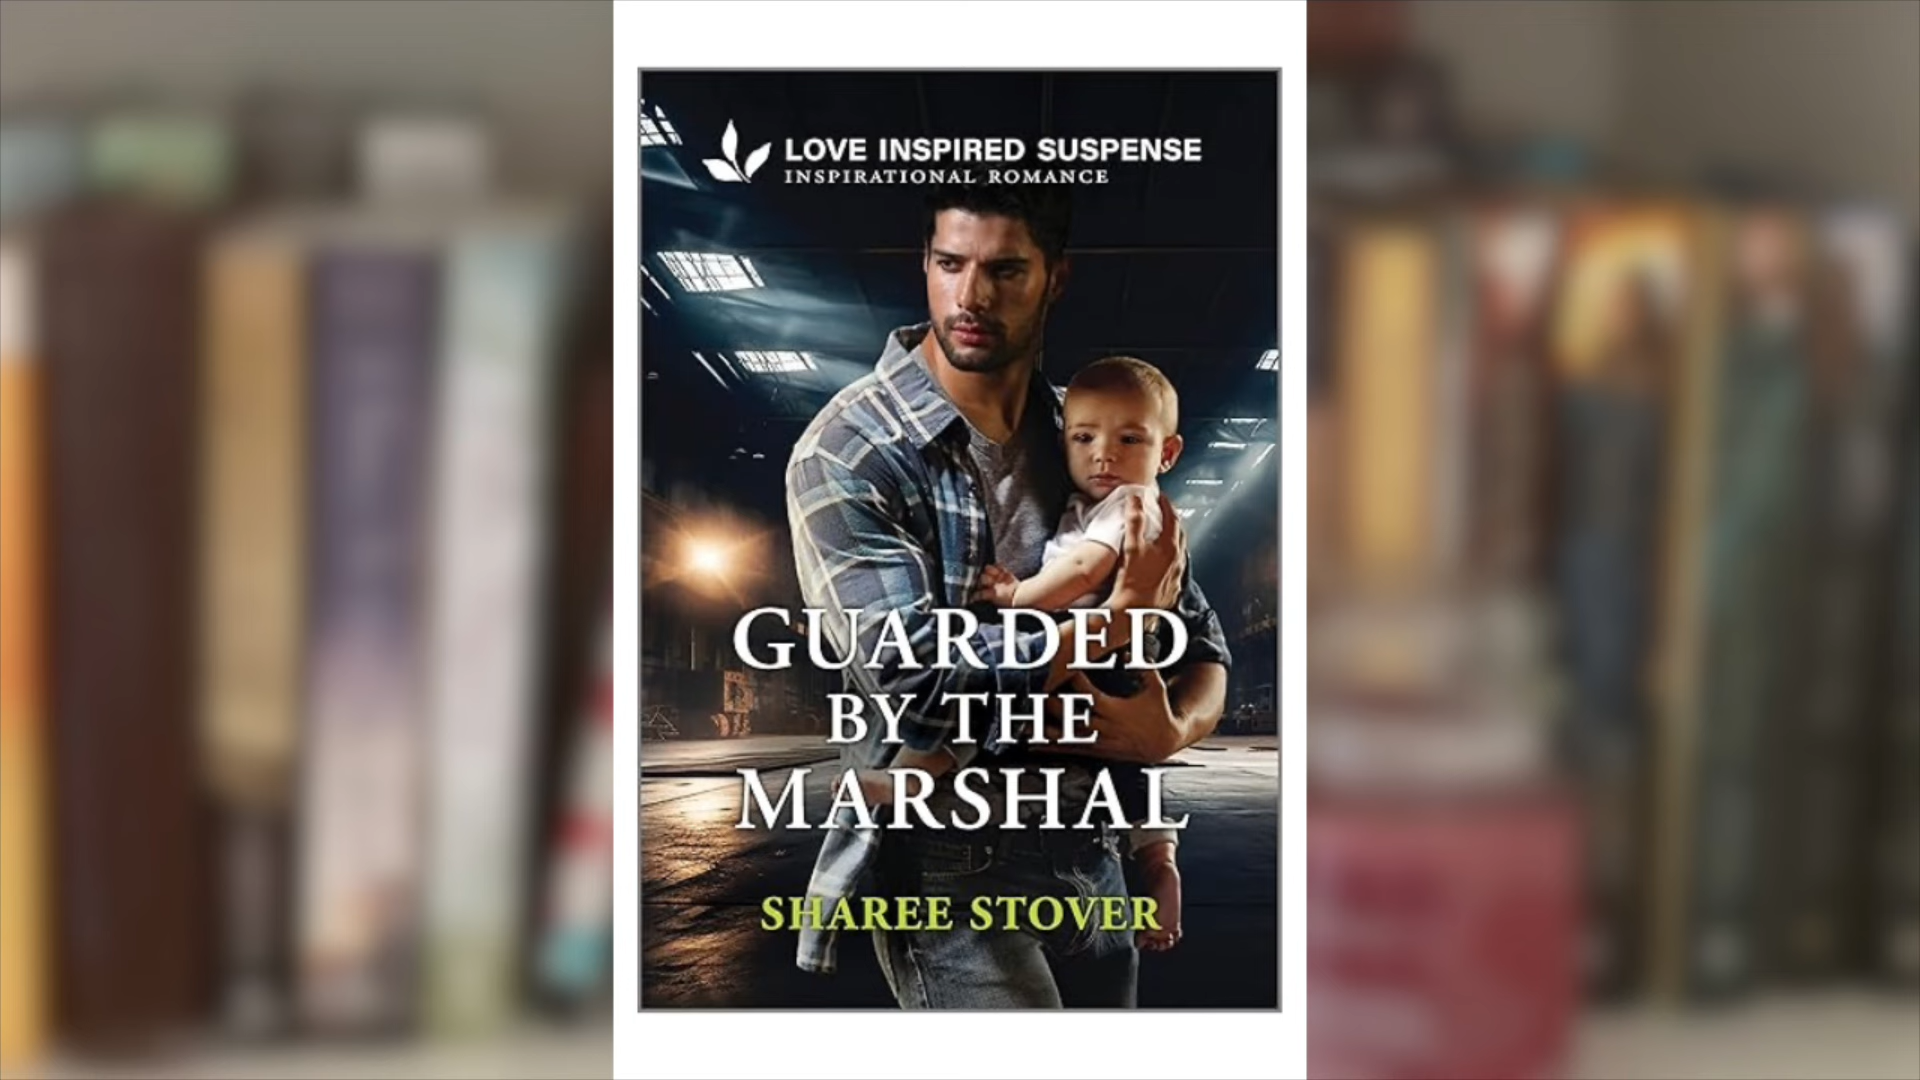 LOVE INSPIRED SUSPENSE
INSPIRATIONAL ROMANCE
GUARDED
BY THE
MARSHAL
SHAREE STOVER